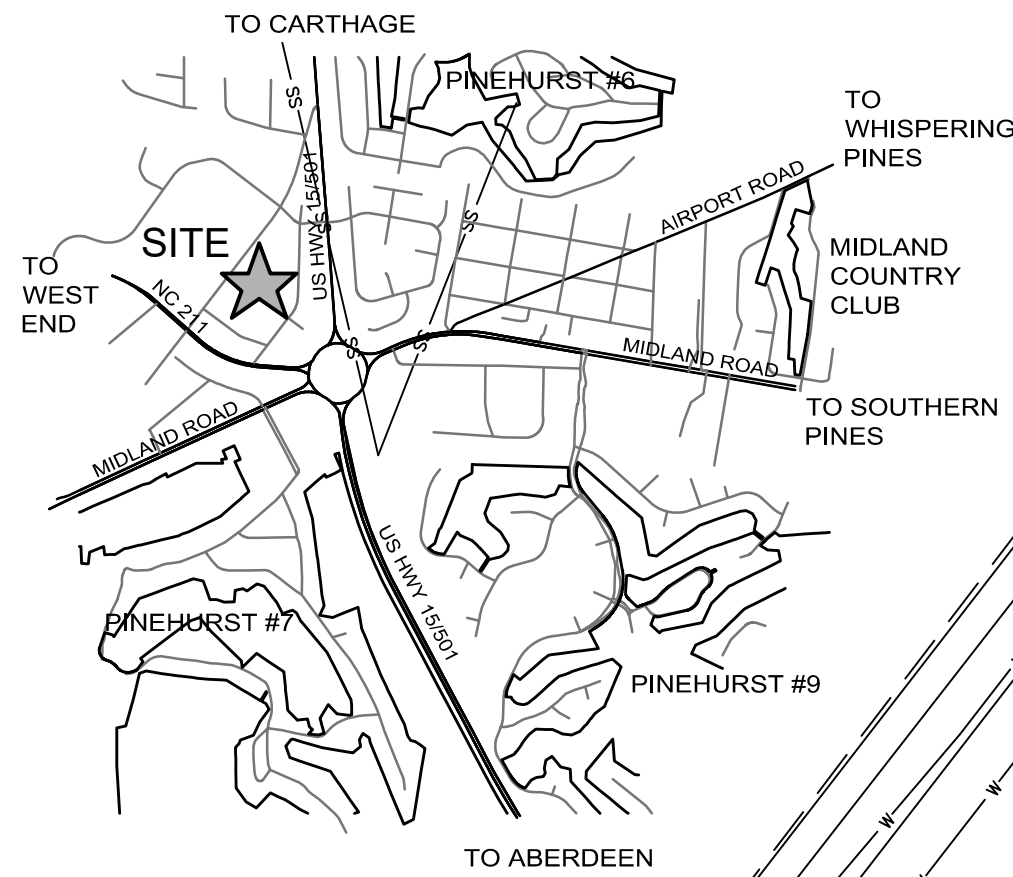 TO CARTHAGE
SS
PINEHURST #6
TO
WHISPERING
PINES
US HWY 15/501
SS
SS
AIRPORT ROAD
SITE
MIDLAND
COUNTRY
CLUB
TO
WEST
END
NC 211
SS
SS
MIDLAND ROAD
TO SOUTHERN
PINES
MIDLAND ROAD
US HWY 15/501
PINEHURST #7
PINEHURST #9
W
W
TO ABERDEEN